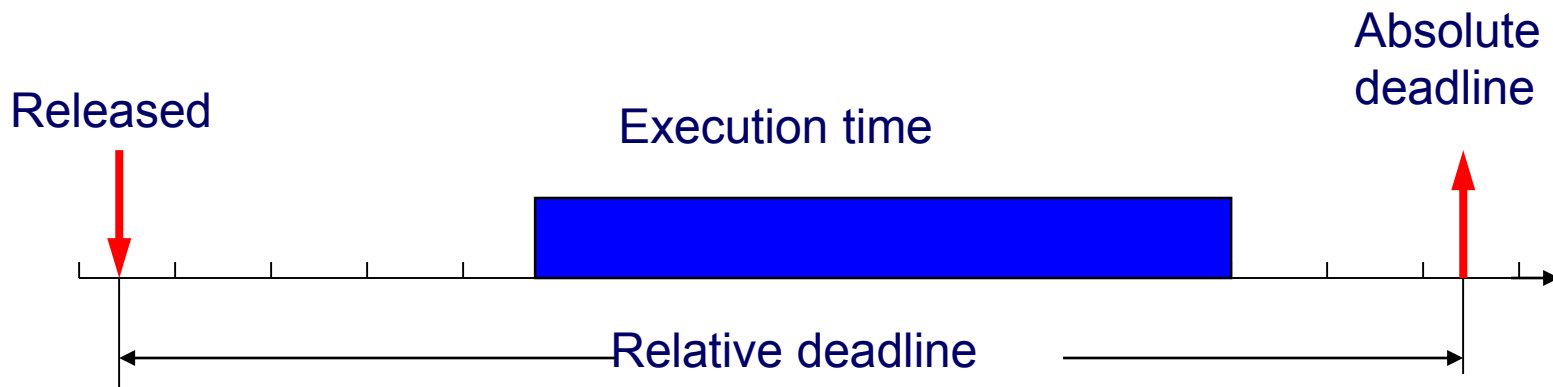 Absolute
deadline
Released
Execution time
Relative deadline